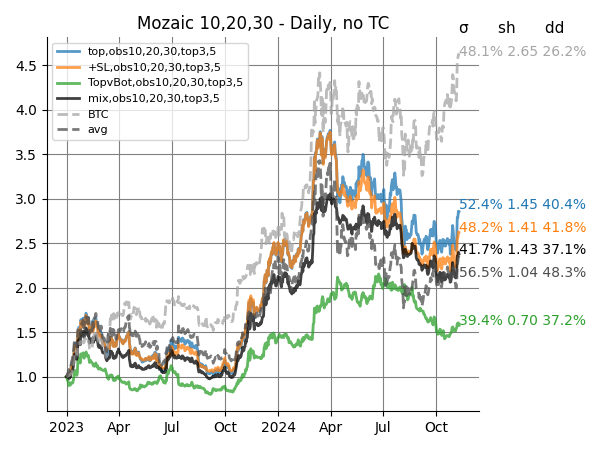 Mozaic 10,20,30 - Daily, no TC
σ sh dd
top,obs10,20,30,top3,5
+SL,obs10,20,30,top3,5
TopvBot,obs10,20,30,top3,5
mix,obs10,20,30,top3,5
BTC
avg
48.1% 2.65 26.2%
52.4% 1.45 40.4%
48.2% 1.41 41.8%
41.7% 1.43 37.1%
56.5% 1.04 48.3%
39.4% 0.70 37.2%
4.5
4.0
3.5
3.0
2.5
2.0
1.5
1.0
2023 Apr Jul Oct 2024 Apr Jul Oct